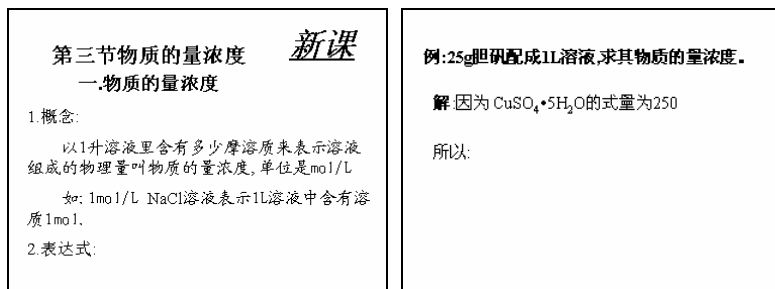 第三节物质的量浓度
新课
一.物质的量浓度
1.概念:
以1升溶液里含有多少摩溶质来表示溶液
组成的物理量叫物质的量浓度,单位是mol/L
如: 1mol/L NaCl溶液表示1L溶液中含有溶
质1mol.
2.表达式:
例:25g胆矾配成1L溶液,求其物质的量浓度。
解:因为 CuSO₄•5H₂O的式量为250
所以: